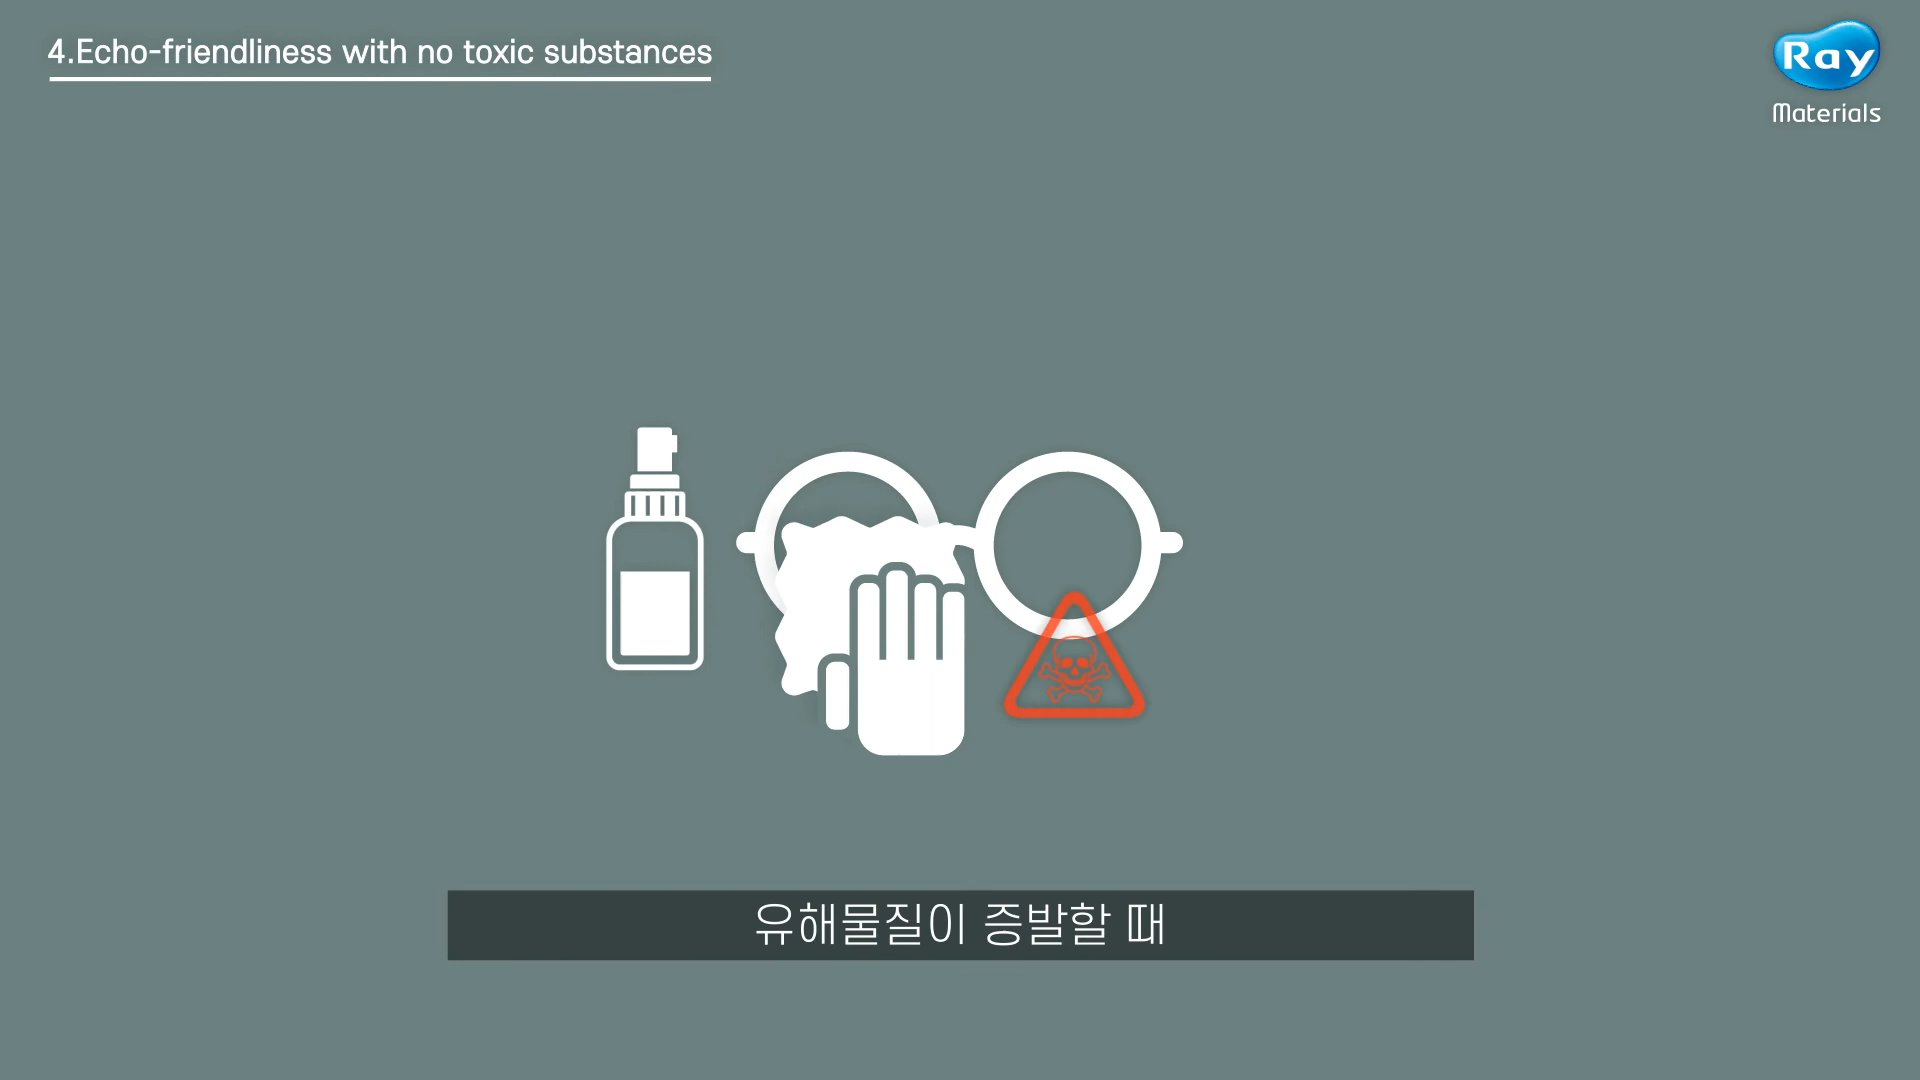 4.Echo-friendliness with no toxic substances
Ray
Materials
유해물질이 증발할 때